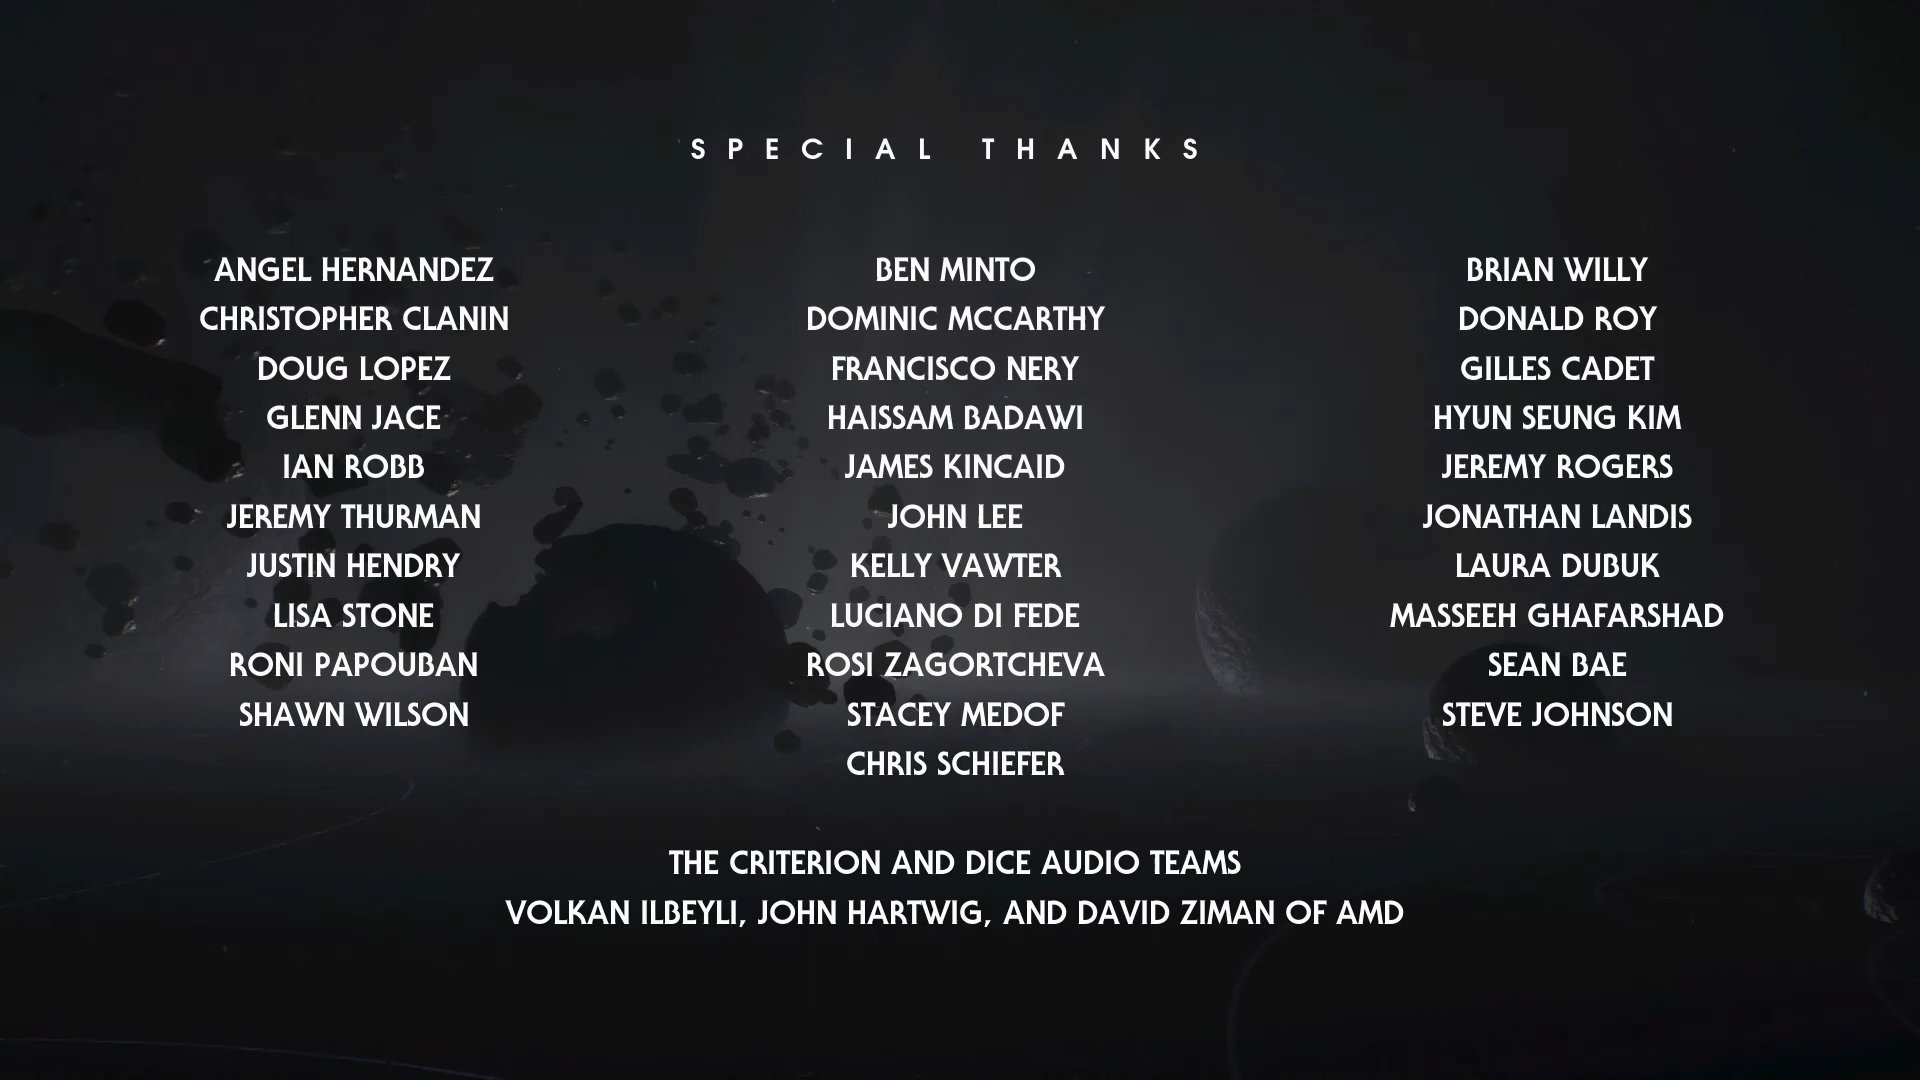 SPECIAL THANKS
ANGEL HERNANDEZ
CHRISTOPHER CLANIN
DOUG LOPEZ
GLENN JACE
IAN ROBB
JEREMY THURMAN
JUSTIN HENDRY
LISA STONE
RONI PAPOUBAN
SHAWN WILSON
BEN MINTO
DOMINIC MCCARTHY
FRANCISCO NERY
HAISSAM BADAWI
JAMES KINCAID
JOHN LEE
KELLY VAWTER
LUCIANO DI FEDE
ROSI ZAGORTCHEVA
STACEY MEDOF
CHRIS SCHIEFER
BRIAN WILLY
DONALD ROY
GILLES CADET
HYUN SEUNG KIM
JEREMY ROGERS
JONATHAN LANDIS
LAURA DUBUK
MASSEEH GHAFARSHAD
SEAN BAE
STEVE JOHNSON
THE CRITERION AND DICE AUDIO TEAMS
VOLKAN ILBEYLI, JOHN HARTWIG, AND DAVID ZIMAN OF AMD